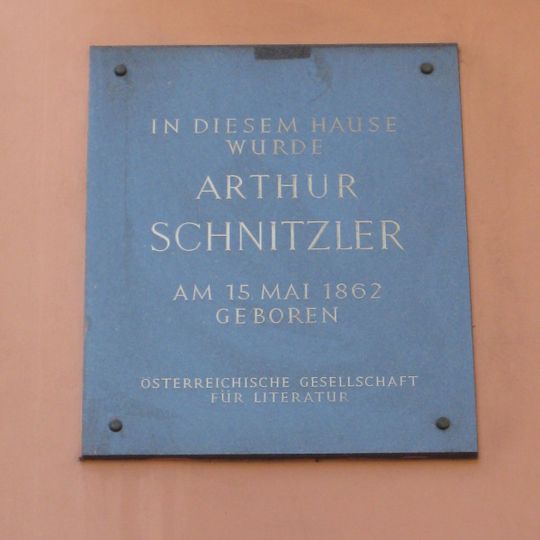 IN DIESEM HAUSE
WURDE
ARTHUR
SCHNITZLER
AM 15. MAI 1862
GEBOREN
ÖSTERREICHISCHE GESELLSCHAFT
FÜR LITERATUR